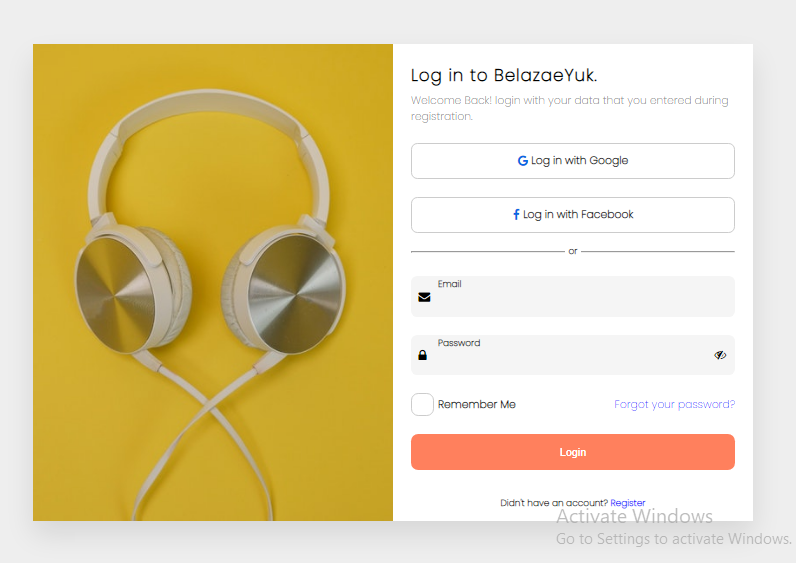 Log in to BelazaeYuk.
Welcome Back! login with your data that you entered during
registration.
G Log in with Google
f Log in with Facebook
or
Email
Password
Remember Me
Forgot your password?
Login
Didn't have an account? Register
Activate Windows
Go to Settings to activate Windows.